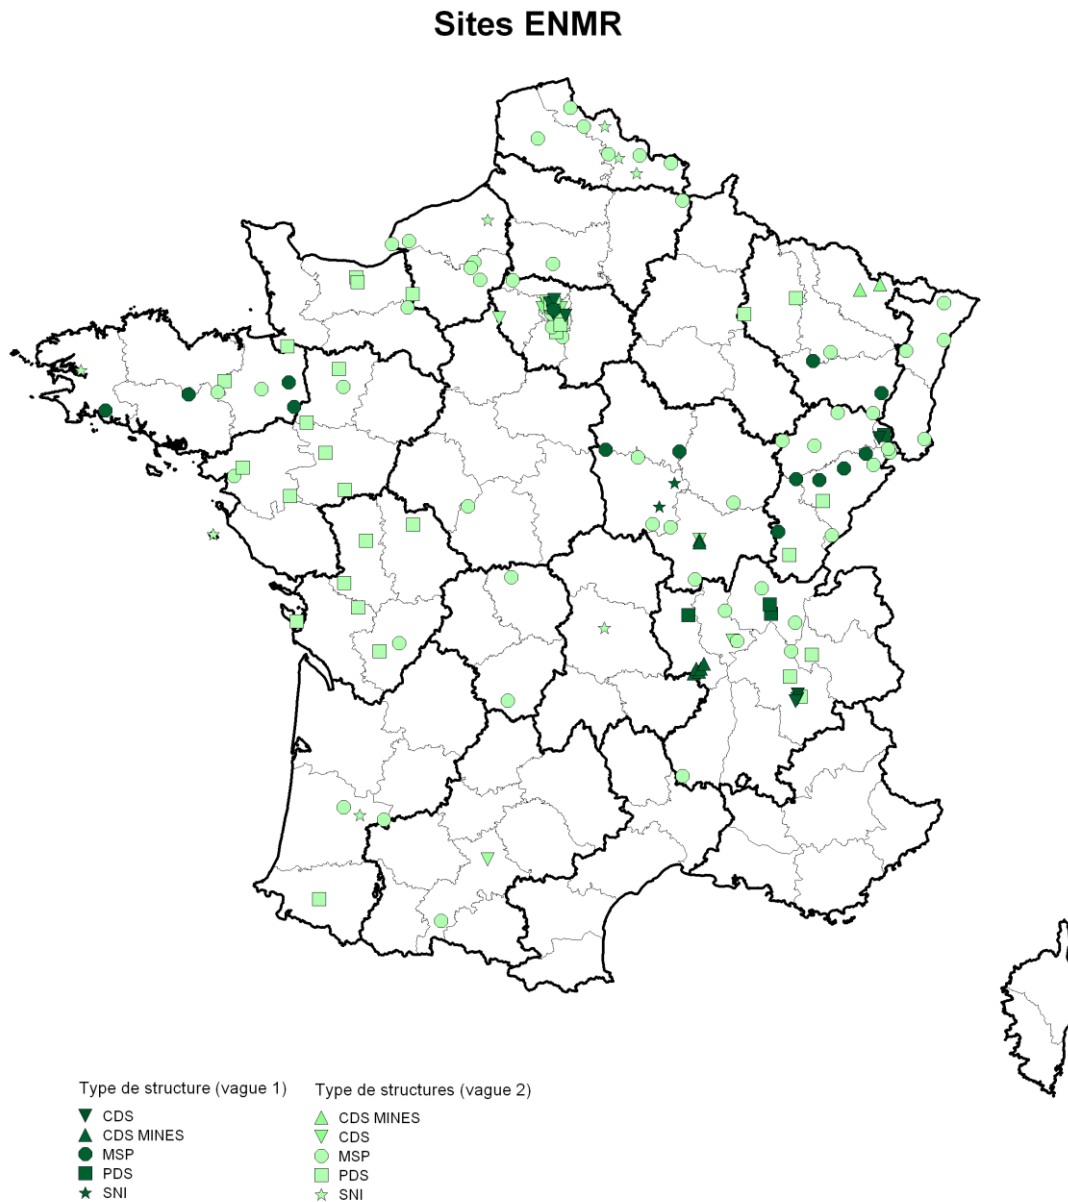 Sites ENMR
Type de structure (vague 1)
CDS
CDS MINES
MSP
PDS
SNI
Type de structures (vague 2)
CDS MINES
CDS
MSP
PDS
SNI